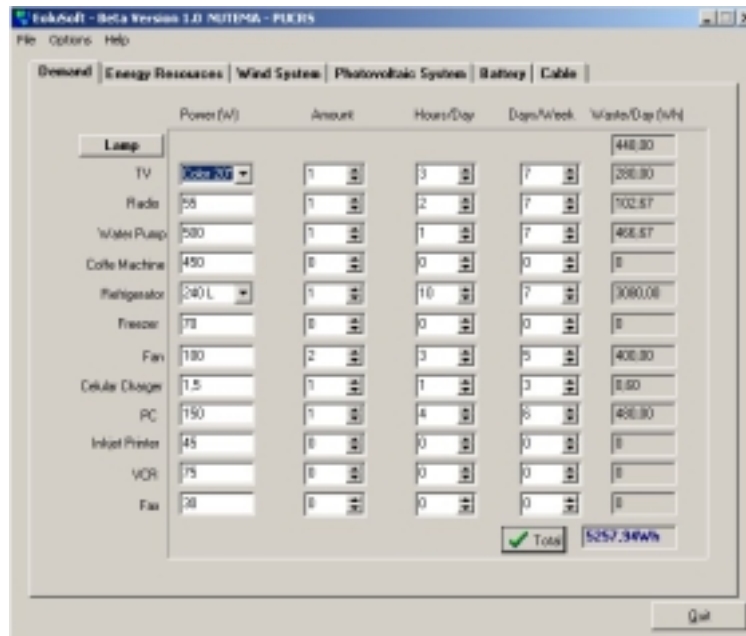 EoluSoft - Beta Version 1.0 NUTEMA - PUCRS
File Options Help
Demand Energy Resources Wind System Photovoltaic System Battery Cable
Power (W) Amount Hours/Day Days/Week Waste/Day (Wh)
Lamp 440,00
TV Color 20" 1 3 7 280,00
Radio 55 1 2 7 102,67
Water Pump 500 1 1 7 466,67
Coffe Machine 450 0 0 0 0
Refrigerator 240 L 1 10 7 3080,00
Freezer 70 0 0 0 0
Fan 100 2 3 5 400,00
Celular Charger 1,5 1 1 3 0,60
PC 150 1 4 6 480,00
Inkjet Printer 45 0 0 0 0
VCR 75 0 0 0 0
Fax 30 0 0 0 0
Total 5257,94Wh
Quit